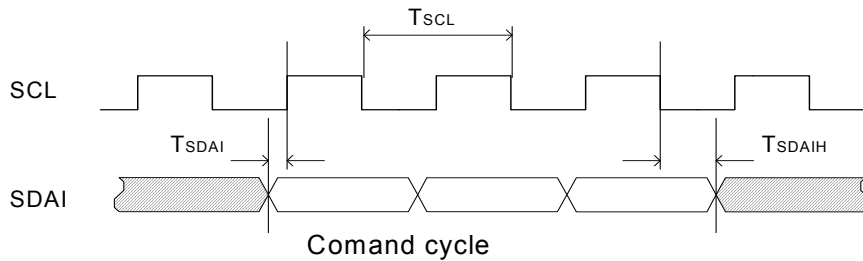 TSCL
SCL
TSDAI
TSDAIH
SDAI
Comand cycle